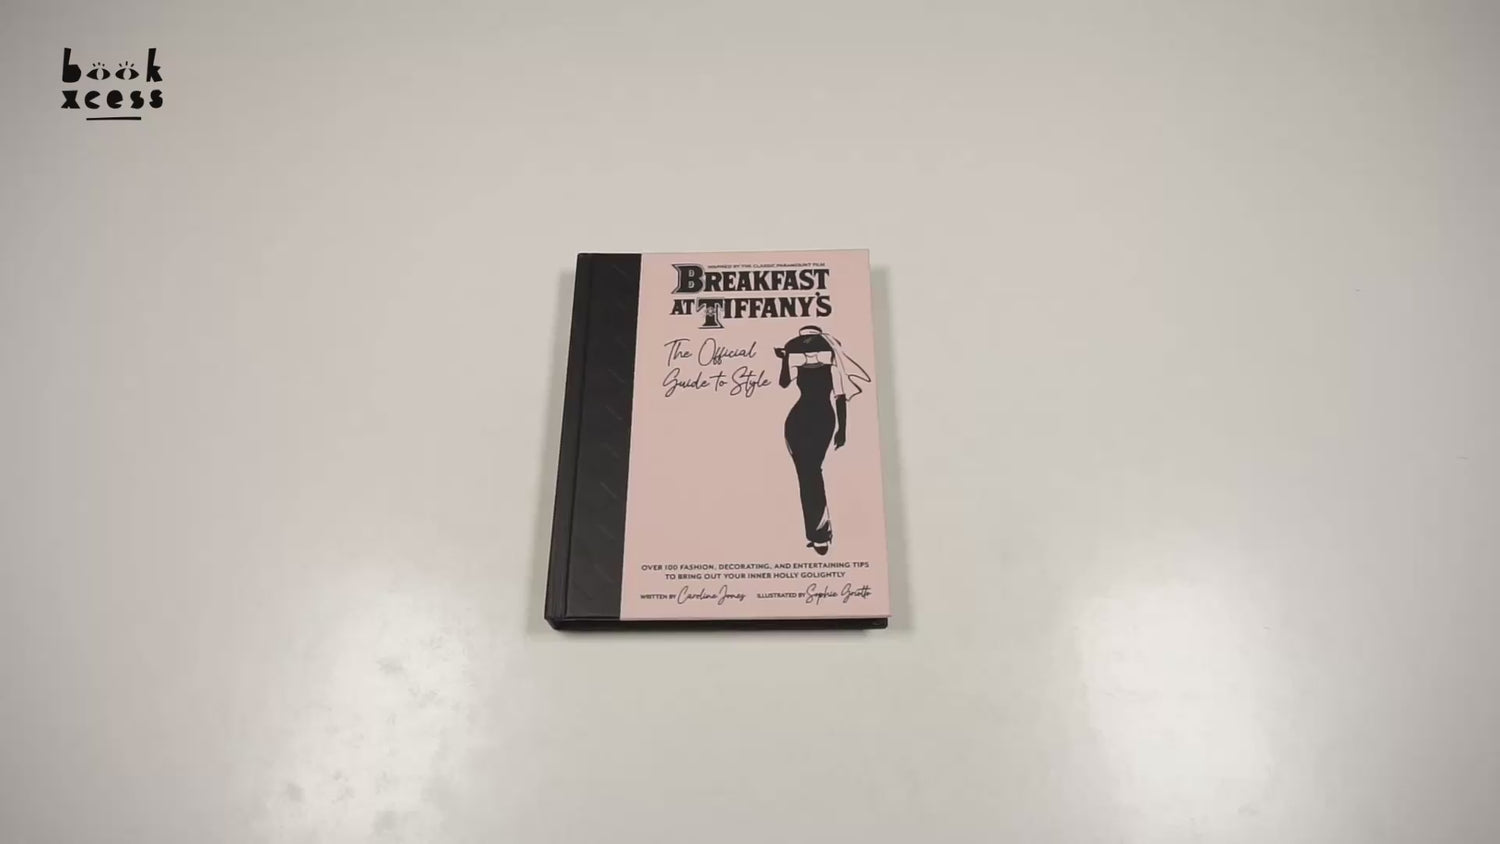 book
xcess
INSPIRED BY THE CLASSIC PARAMOUNT FILM
BREAKFAST
AT TIFFANY'S
The Official
Guide to Style
OVER 100 FASHION, DECORATING, AND ENTERTAINING TIPS
TO BRING OUT YOUR INNER HOLLY GOLIGHTLY
WRITTEN BY Caroline Jones ILLUSTRATED BY Sophie Griotto